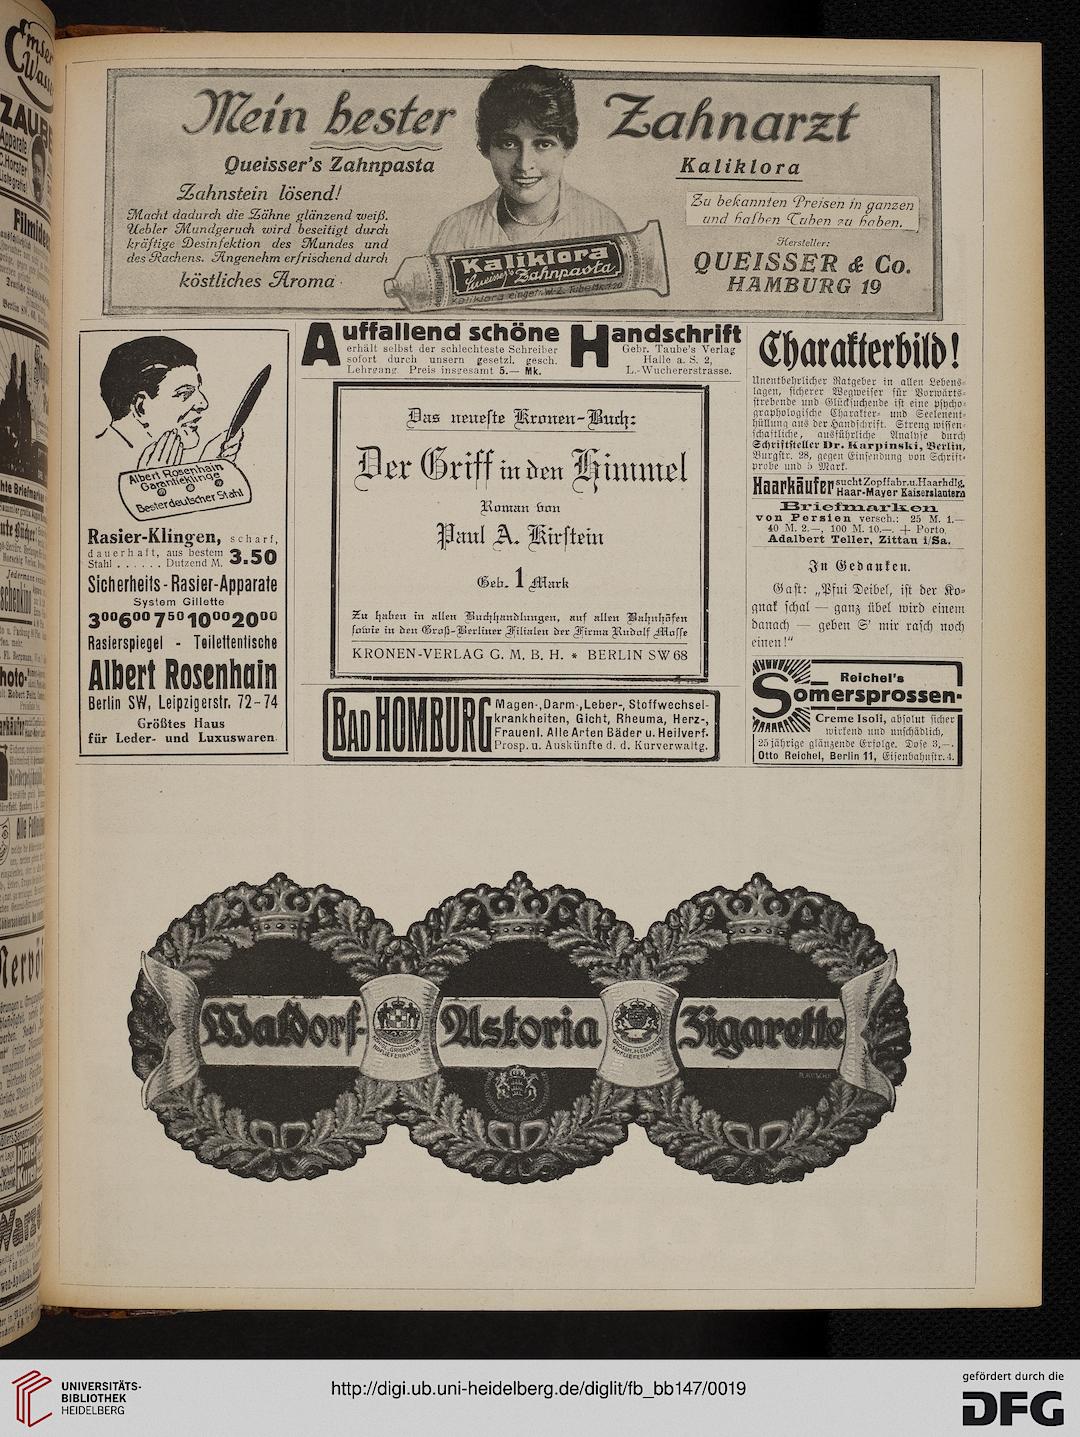 Mein bester Zahnarzt
Queisser's Zahnpasta
Kaliklora
Zahnstein lösend!
Macht dadurch die Zähne glänzend weiß.
Uebler Mundgeruch wird beseitigt durch
kräftige Desinfektion des Mundes und
des Rachens. Angenehm erfrischend durch
köstliches Aroma.
Kaliklora
Queisser's Zahnpasta
Zu bekannten Preisen in ganzen
und halben Tuben zu haben.
Hersteller:
QUEISSER & Co.
HAMBURG 19
Albert Rosenhain
Garantieklinge
Bester deutscher Stahl
Rasier-Klingen, scharf,
dauerhaft, aus bestem
Stahl . . . . . . Dutzend M. 3.50
Sicherheits-Rasier-Apparate
System Gillette
3⁰⁰ 6⁰⁰ 7⁵⁰ 10⁰⁰ 20⁰⁰
Rasierspiegel - Toilettentische
Albert Rosenhain
Berlin SW, Leipzigerstr. 72-74
Größtes Haus
für Leder- und Luxuswaren.
Auffallend schöne Handschrift
erhält selbst der schlechteste Schreiber
sofort durch unsern gesetzl. gesch.
Lehrgang. Preis insgesamt 5.— Mk.
Gebr. Taube's Verlag
Halle a. S. 2,
L.-Wuchererstrasse.
Das neueste Kronen-Buch:
Der Griff in den Himmel
Roman von
Paul A. Kirstein
Geb. 1 Mark
Zu haben in allen Buchhandlungen, auf allen Bahnhöfen
sowie in den Groß-Berliner Filialen der Firma Rudolf Mosse
KRONEN-VERLAG G. M. B. H. * BERLIN SW 68
BAD HOMBURG
Magen-, Darm-, Leber-, Stoffwechsel-
krankheiten, Gicht, Rheuma, Herz-,
Frauenl. Alle Arten Bäder u. Heilverf.
Prosp. u. Auskünfte d. d. Kurverwaltg.
Charakterbild!
Unentbehrlicher Ratgeber in allen Lebens-
lagen, sicherer Wegweiser für Vorwärts-
strebende und Glücksuchende ist eine psycho-
graphologische Charakter- und Seelenent-
hüllung aus der Handschrift. Streng wissen-
schaftliche, ausführliche Analyse durch
Schriftsteller Dr. Karpinski, Berlin,
Burgstr. 28, gegen Einsendung von Schrift-
probe und 5 Mark.
Haarkäufer sucht Zopffabr. u. Haarhdlg.
Haar-Mayer Kaiserslautern
Briefmarken
von Persien versch.: 25 M. 1.—
40 M. 2.—, 100 M. 10.—. + Porto.
Adalbert Teller, Zittau i/Sa.
In Gedanken.
Gast: „Pfui Deibel, ist der Ko-
gnak schal — ganz übel wird einem
danach — geben S' mir rasch noch
einen!“
Reichel's
Somersprossen-
Creme Isoli, absolut sicher
wirkend und unschädlich,
25jährige glänzende Erfolge. Dose 3,—.
Otto Reichel, Berlin 11, Eisenbahnstr. 4.
Waldorf-Astoria Zigarette
UNIVERSITÄTS-
BIBLIOTHEK
HEIDELBERG
http://digi.ub.uni-heidelberg.de/diglit/fb_bb147/0019
gefördert durch die
DFG